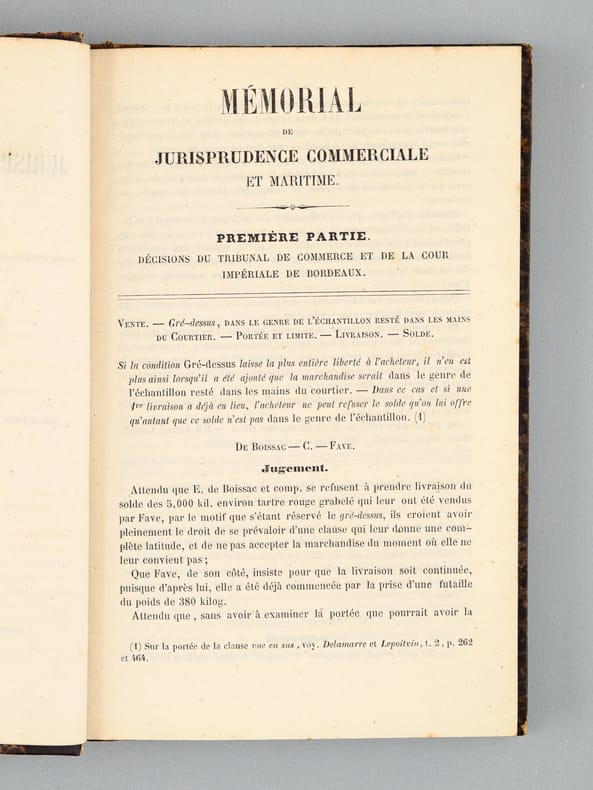 MÉMORIAL
DE
JURISPRUDENCE COMMERCIALE
ET MARITIME.
PREMIÈRE PARTIE.
DÉCISIONS DU TRIBUNAL DE COMMERCE ET DE LA COUR
IMPÉRIALE DE BORDEAUX.
VENTE. — Gré-dessus, DANS LE GENRE DE L'ÉCHANTILLON RESTÉ DANS LES MAINS
DU COURTIER. — PORTÉE ET LIMITE. — LIVRAISON. — SOLDE.
Si la condition Gré-dessus laisse la plus entière liberté à l'acheteur, il n'en est
plus ainsi lorsqu'il a été ajouté que la marchandise serait dans le genre de
l'échantillon resté dans les mains du courtier. — Dans ce cas et si une
1re livraison a déjà eu lieu, l'acheteur ne peut refuser le solde qu'on lui offre
qu'autant que ce solde n'est pas dans le genre de l'échantillon. (1)
DE BOISSAC — C. — FAVE.
Jugement.
Attendu que E. de Boissac et comp. se refusent à prendre livraison du
solde des 5,000 kil. environ tartre rouge grabelé qui leur ont été vendus
par Fave, par le motif que s'étant réservé le gré-dessus, ils croient avoir
pleinement le droit de se prévaloir d'une clause qui leur donne une com-
plète latitude, et de ne pas accepter la marchandise du moment où elle ne
leur convient pas ;
Que Fave, de son côté, insiste pour que la livraison soit continuée,
puisque d'après lui, elle a été déjà commencée par la prise d'une futaille
du poids de 380 kilog.
Attendu que, sans avoir à examiner la portée que pourrait avoir la
(1) Sur la portée de la clause vue en sus, voy. Delamarre et Lepoitvin, t. 2, p. 262
et 464.